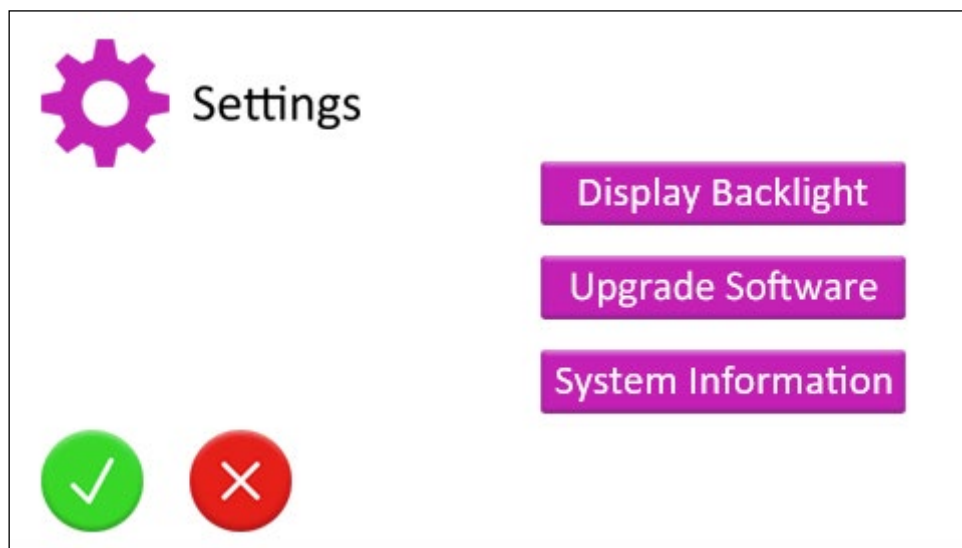 Settings
Display Backlight
Upgrade Software
System Information